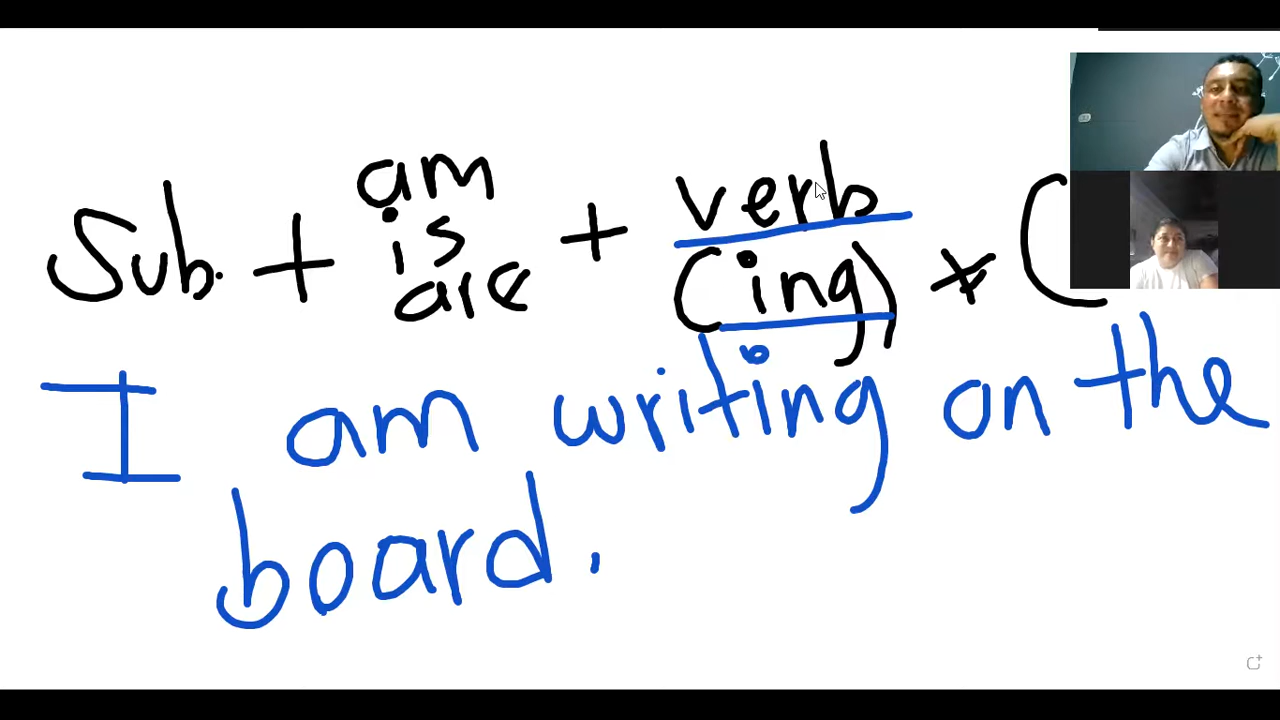 Sub. + am is are + verb (ing) + (
I am writing on the
board.